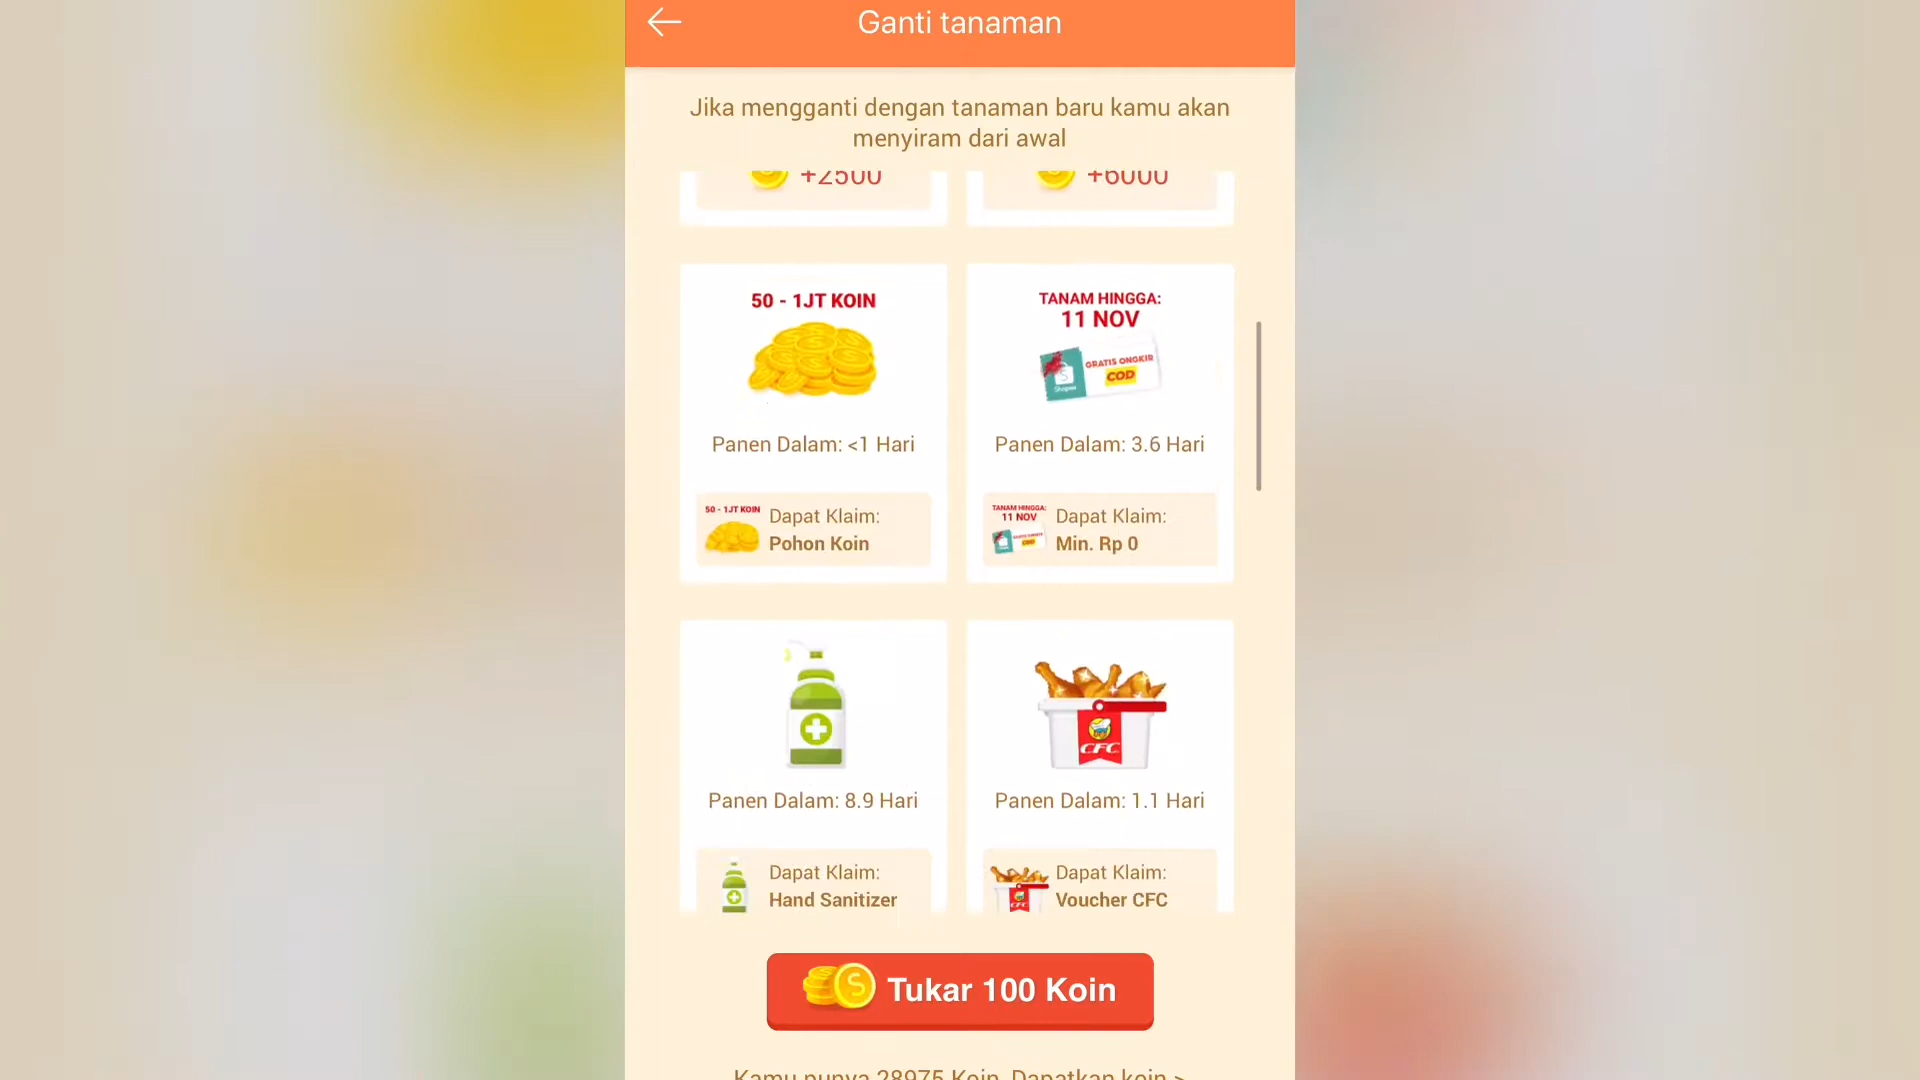 Ganti tanaman
Jika mengganti dengan tanaman baru kamu akan
menyiram dari awal
+2500
+6000
50 - 1JT KOIN
Panen Dalam: <1 Hari
50 - 1JT KOIN
Dapat Klaim:
Pohon Koin
TANAM HINGGA:
11 NOV
Shopee
GRATIS ONGKIR
COD
Panen Dalam: 3.6 Hari
TANAM HINGGA:
11 NOV
Dapat Klaim:
Min. Rp 0
Panen Dalam: 8.9 Hari
Dapat Klaim:
Hand Sanitizer
CFC
Panen Dalam: 1.1 Hari
CFC
Dapat Klaim:
Voucher CFC
Tukar 100 Koin
Kamu punya 28975 Koin. Dapatkan koin >